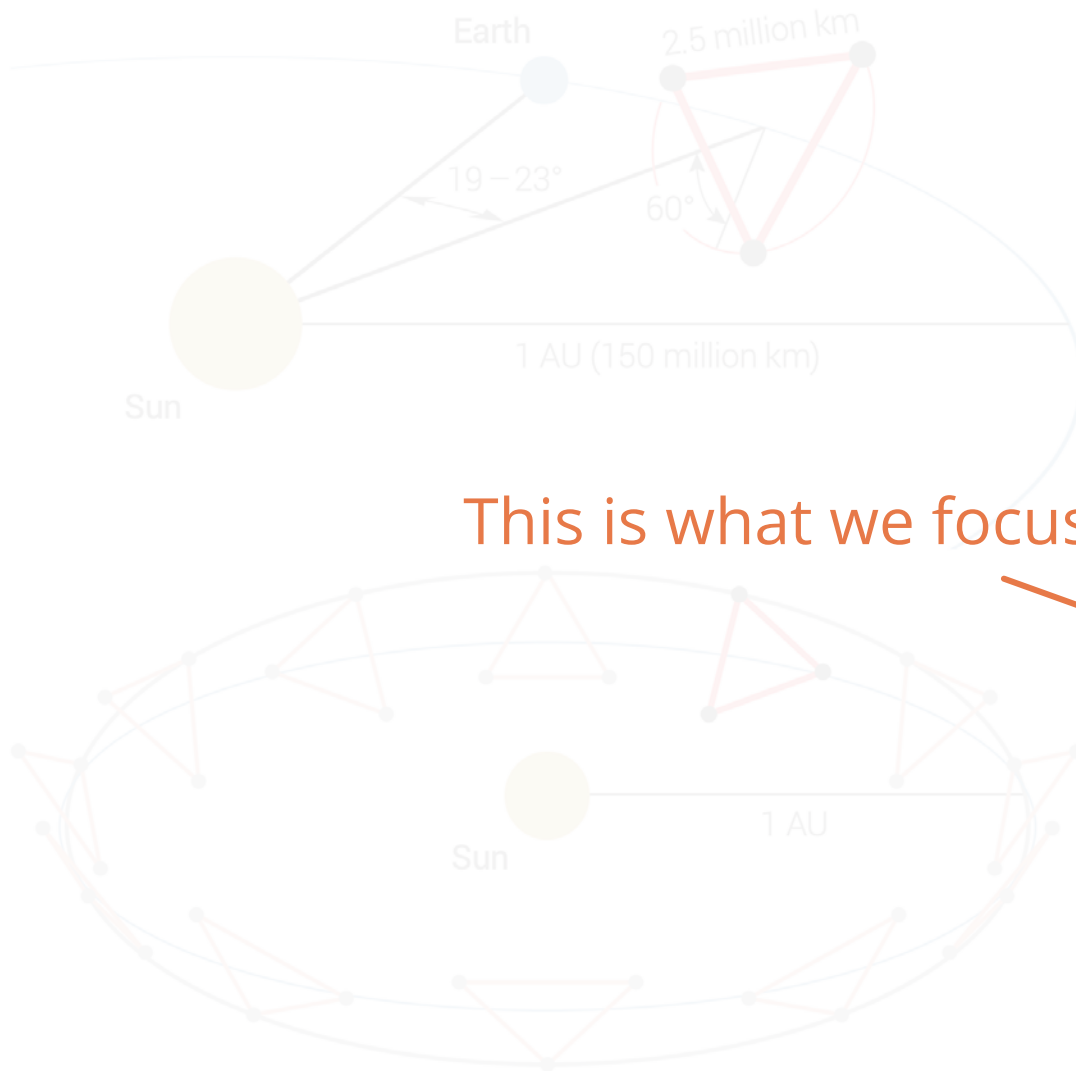 Earth
2.5 million km
19–23°
60°
1 AU (150 million km)
Sun
This is what we focus
1 AU
Sun